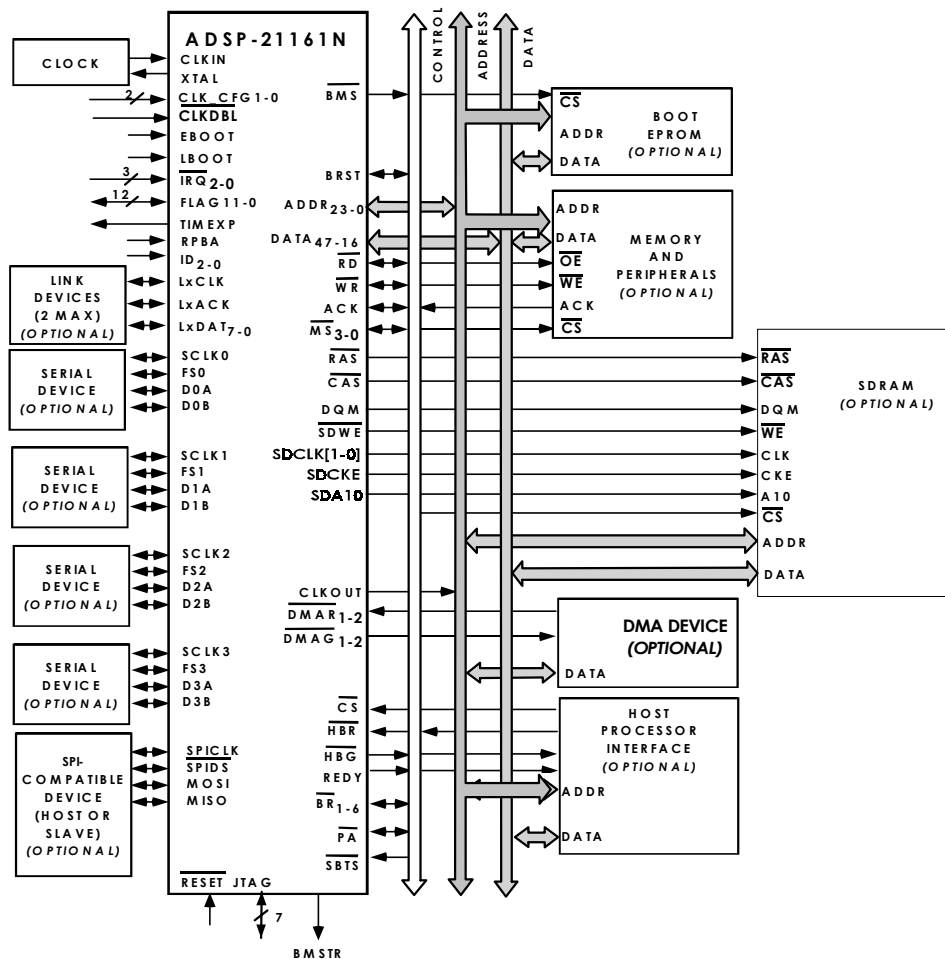 ADSP-21161N
CLOCK
CLKIN
XTAL
2
CLK_CFG1-0
CLKDBL
EBOOT
LBOOT
3
IRQ2-0
12
FLAG11-0
TIMEXP
RPBA
ID2-0
LINK
DEVICES
(2 MAX)
(OPTIONAL)
LxCLK
LxACK
LxDAT7-0
SERIAL
DEVICE
(OPTIONAL)
SCLK0
FS0
D0A
D0B
SERIAL
DEVICE
(OPTIONAL)
SCLK1
FS1
D1A
D1B
SERIAL
DEVICE
(OPTIONAL)
SCLK2
FS2
D2A
D2B
SERIAL
DEVICE
(OPTIONAL)
SCLK3
FS3
D3A
D3B
SPI-
COMPATIBLE
DEVICE
(HOST OR
SLAVE)
(OPTIONAL)
SPICLK
SPIDS
MOSI
MISO
RESET JTAG
7
BMSTR
BMS
BRST
ADDR23-0
DATA47-16
RD
WR
ACK
MS3-0
RAS
CAS
DQM
SDWE
SDCLK[1-0]
SDCKE
SDA10
CLKOUT
DMAR1-2
DMAG1-2
CS
HBR
HBG
REDY
BR1-6
PA
SBTS
CONTROL
ADDRESS
DATA
CS
ADDR
DATA
BOOT
EPROM
(OPTIONAL)
ADDR
DATA
OE
WE
ACK
CS
MEMORY
AND
PERIPHERALS
(OPTIONAL)
RAS
CAS
DQM
WE
CLK
CKE
A10
CS
ADDR
DATA
SDRAM
(OPTIONAL)
DMA DEVICE
(OPTIONAL)
DATA
HOST
PROCESSOR
INTERFACE
(OPTIONAL)
ADDR
DATA